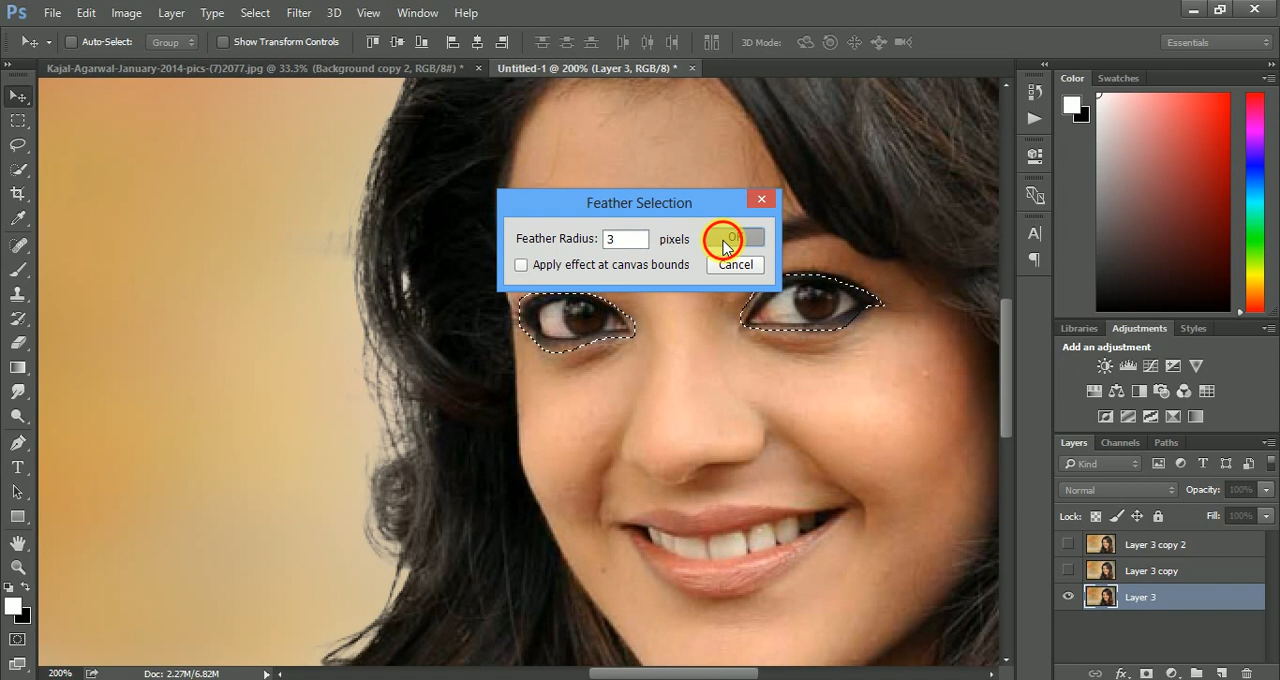 Ps File Edit Image Layer Type Select Filter 3D View Window Help
Auto-Select: Group Show Transform Controls 3D Mode: Essentials
Kajal-Agarwal-January-2014-pics-(7)2077.jpg @ 33.3% (Background copy 2, RGB/8#) * × Untitled-1 @ 200% (Layer 3, RGB/8) * ×
Color Swatches
Feather Selection
Feather Radius: 3 pixels OK
Apply effect at canvas bounds Cancel
Libraries Adjustments Styles
Add an adjustment
Layers Channels Paths
Kind
Normal Opacity: 100%
Lock: Fill: 100%
Layer 3 copy 2
Layer 3 copy
Layer 3
200% Doc: 2.27M/6.82M